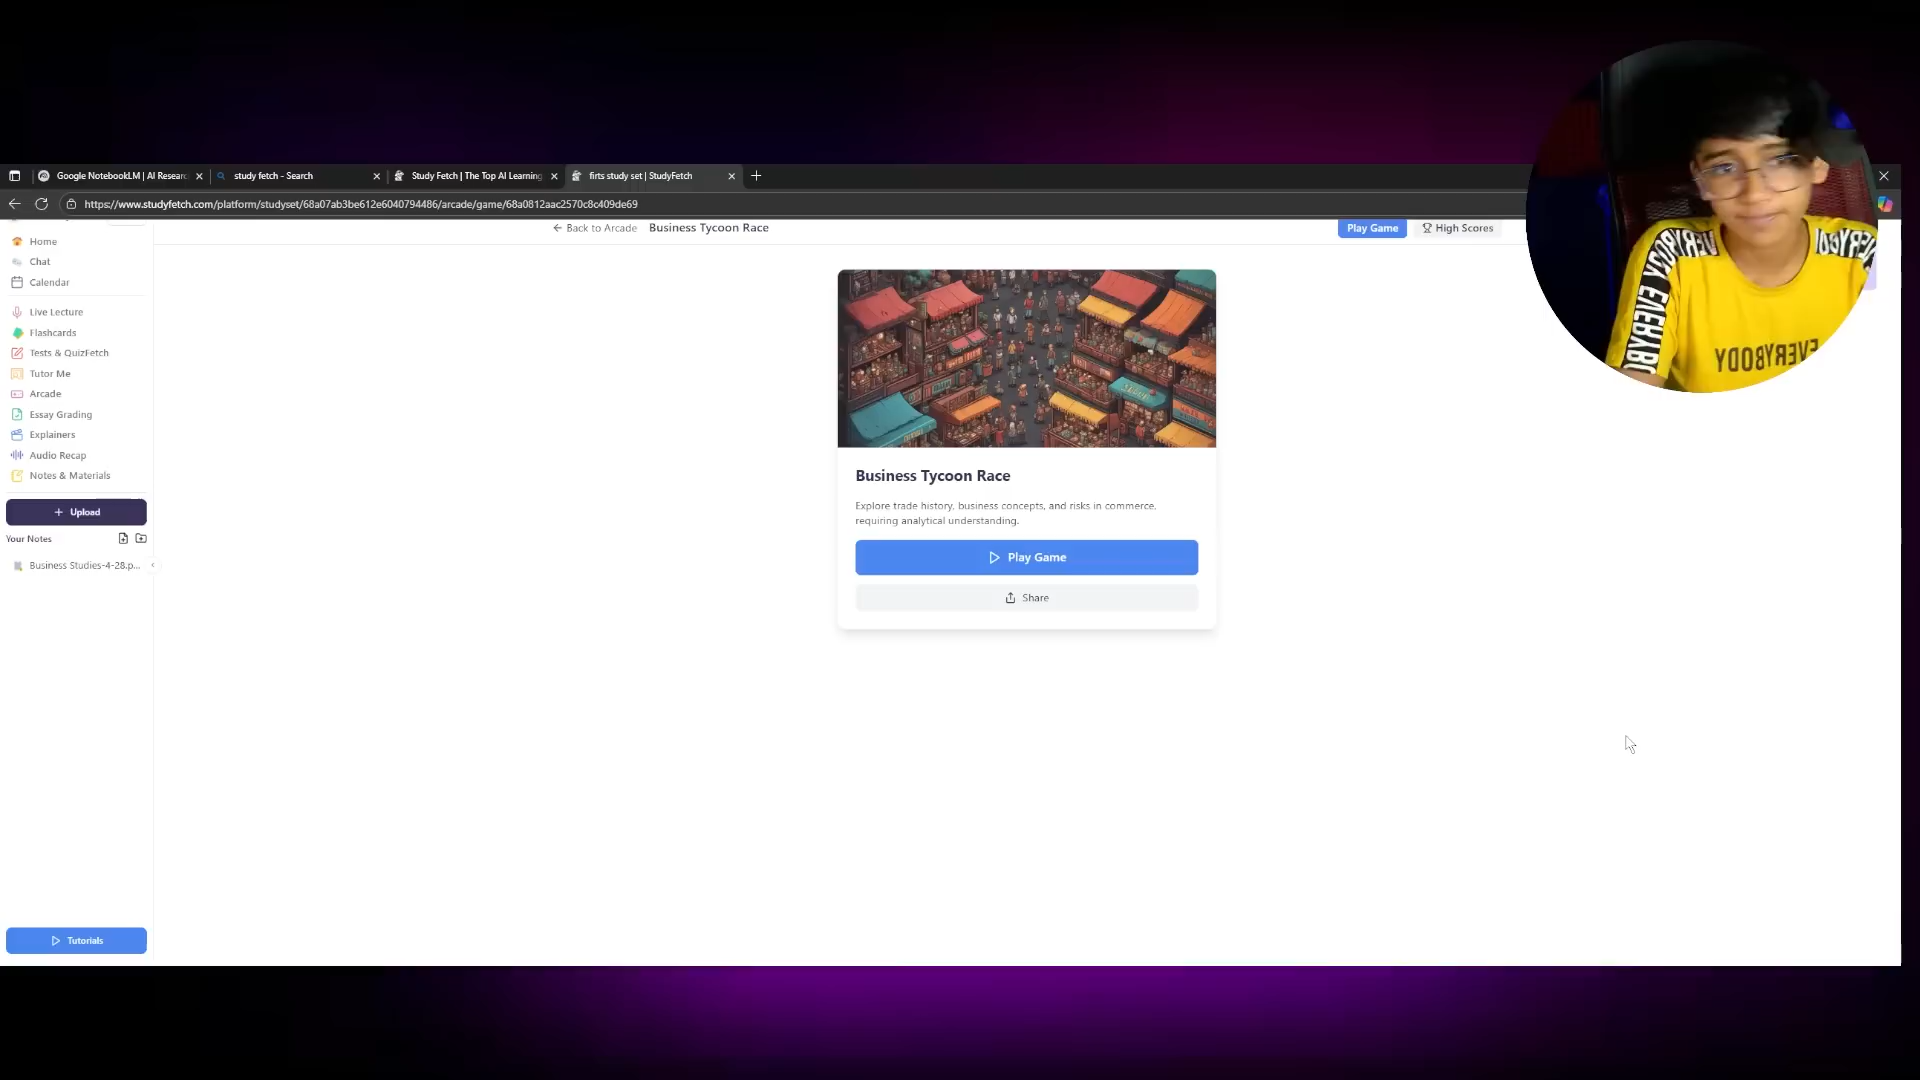 Google NotebookLM | AI Researc
study fetch - Search
Study Fetch | The Top AI Learning
firts study set | StudyFetch
https://www.studyfetch.com/platform/studyset/68a07ab3be612e6040794486/arcade/game/68a0812aac2570c8c409de69
Back to Arcade
Business Tycoon Race
Play Game
High Scores
Home
Chat
Calendar
Live Lecture
Flashcards
Tests & QuizFetch
Tutor Me
Arcade
Essay Grading
Explainers
Audio Recap
Notes & Materials
Upload
Your Notes
Business Studies-4-28.p...
Tutorials
Business Tycoon Race
Explore trade history, business concepts, and risks in commerce,
requiring analytical understanding.
Play Game
Share
EVERYBODY